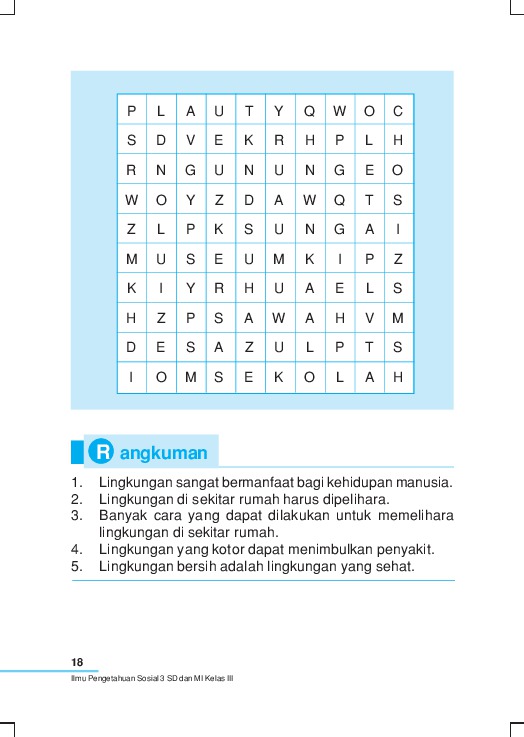 P L A U T Y Q W O C
S D V E K R H P L H
R N G U N U N G E O
W O Y Z D A W Q T S
Z L P K S U N G A I
M U S E U M K I P Z
K I Y R H U A E L S
H Z P S A W A H V M
D E S A Z U L P T S
I O M S E K O L A H
Rangkuman
1. Lingkungan sangat bermanfaat bagi kehidupan manusia.
2. Lingkungan di sekitar rumah harus dipelihara.
3. Banyak cara yang dapat dilakukan untuk memelihara
lingkungan di sekitar rumah.
4. Lingkungan yang kotor dapat menimbulkan penyakit.
5. Lingkungan bersih adalah lingkungan yang sehat.
18
Ilmu Pengetahuan Sosial 3 SD dan MI Kelas III